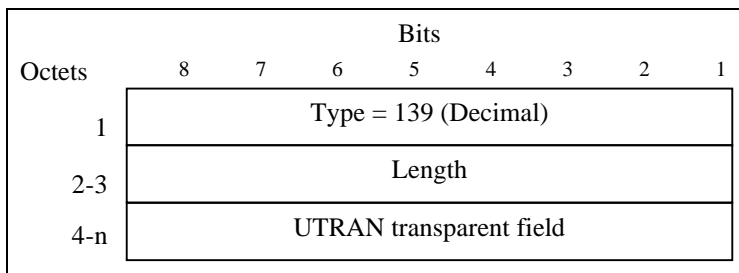 Bits
Octets 8 7 6 5 4 3 2 1
1 Type = 139 (Decimal)
2-3 Length
4-n UTRAN transparent field